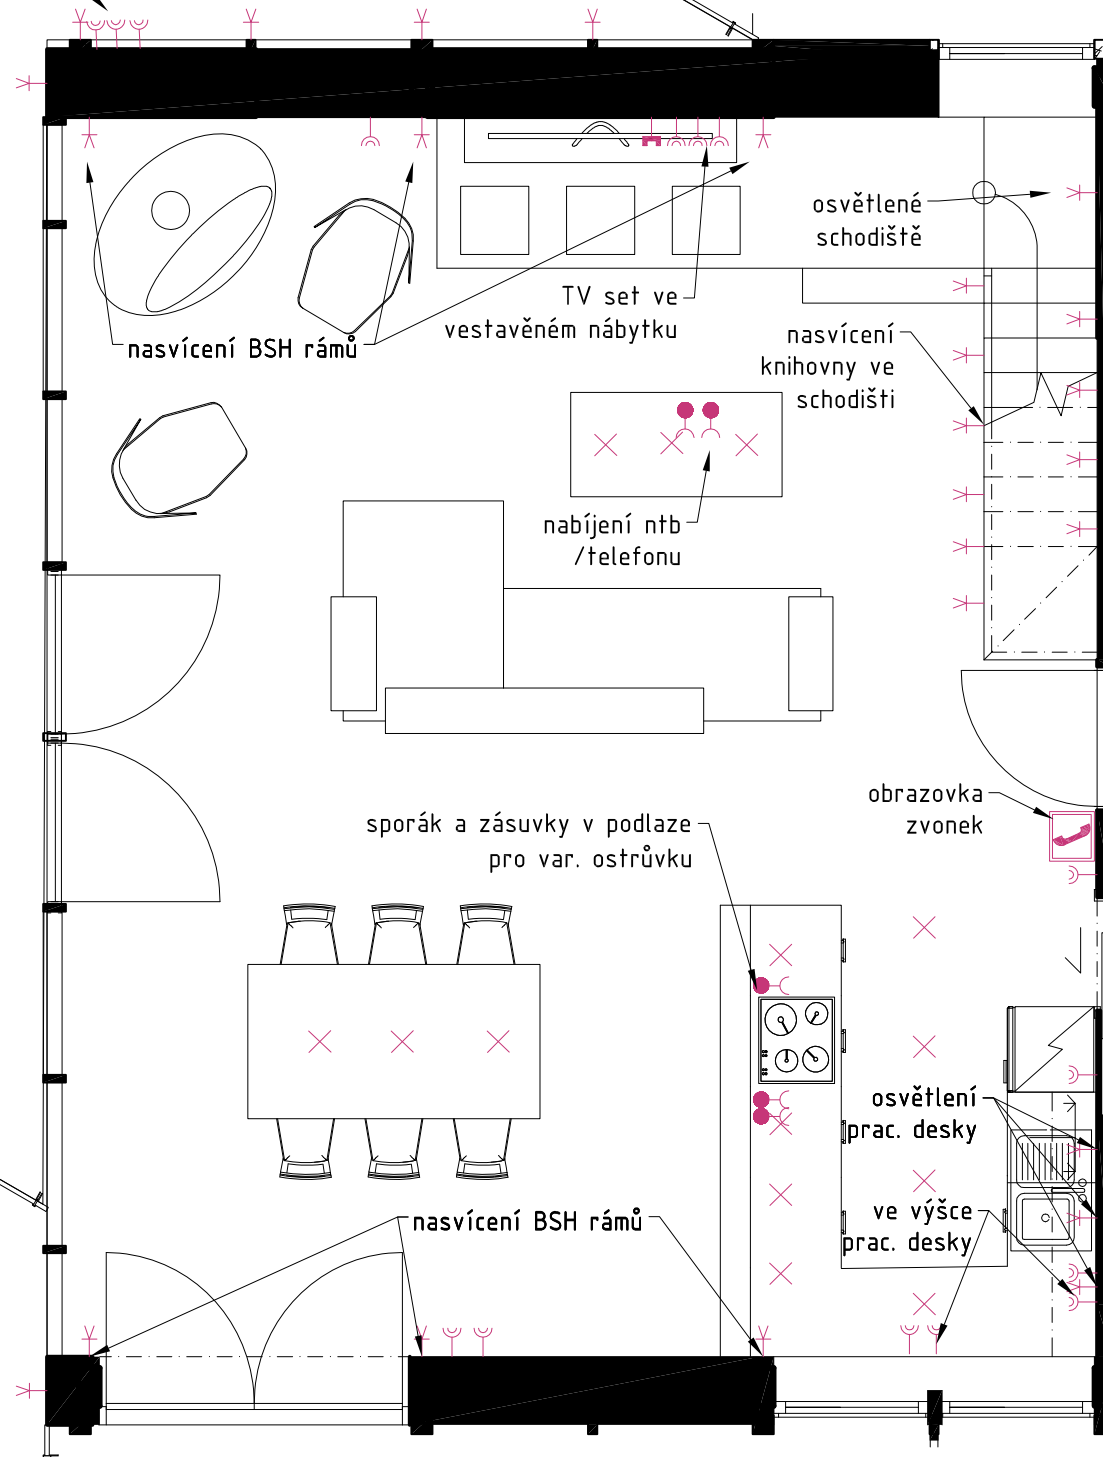 osvětlené
schodiště
TV set ve
vestavěném nábytku
nasvícení BSH rámů
nasvícení
knihovny ve
schodišti
nabíjení ntb
/telefonu
obrazovka
zvonek
sporák a zásuvky v podlaze
pro var. ostrůvku
osvětlení
prac. desky
ve výšce
prac. desky
nasvícení BSH rámů